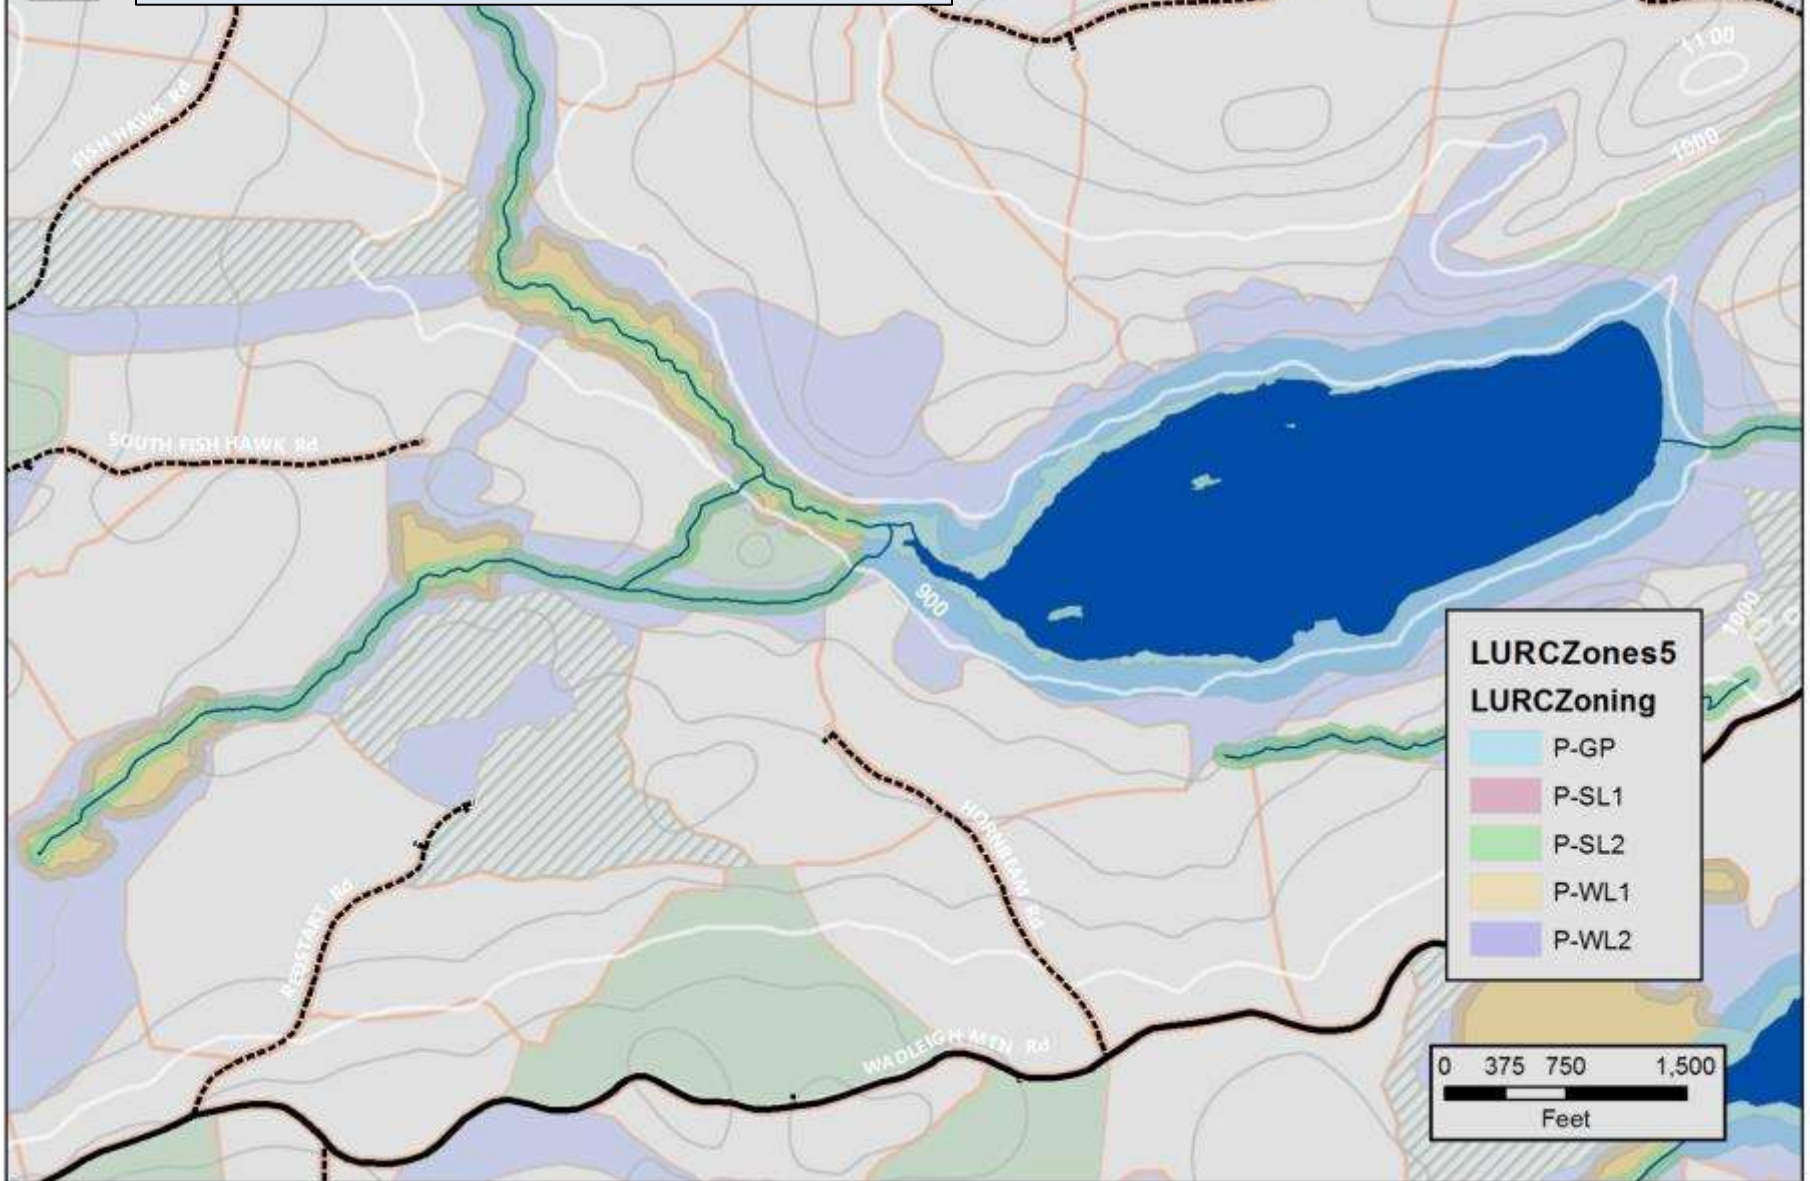 1100
FISH HAWK Rd
1000
SOUTH FISH HAWK Rd
900
1000
LURCZones5
LURCZoning
P-GP
P-SL1
P-SL2
P-WL1
P-WL2
HORNBEAM Rd
REDSTART Rd
WADLEIGH MTN Rd
0 375 750 1,500
Feet